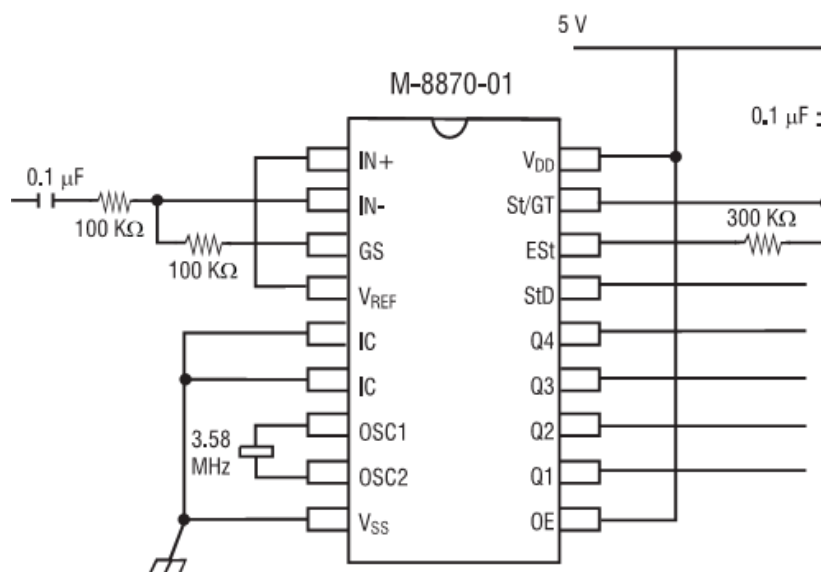 5 V
M-8870-01
0.1 µF
0.1 µF
100 KΩ
100 KΩ
300 KΩ
3.58
MHz
IN+
IN-
GS
VREF
IC
IC
OSC1
OSC2
VSS
VDD
St/GT
ESt
StD
Q4
Q3
Q2
Q1
OE